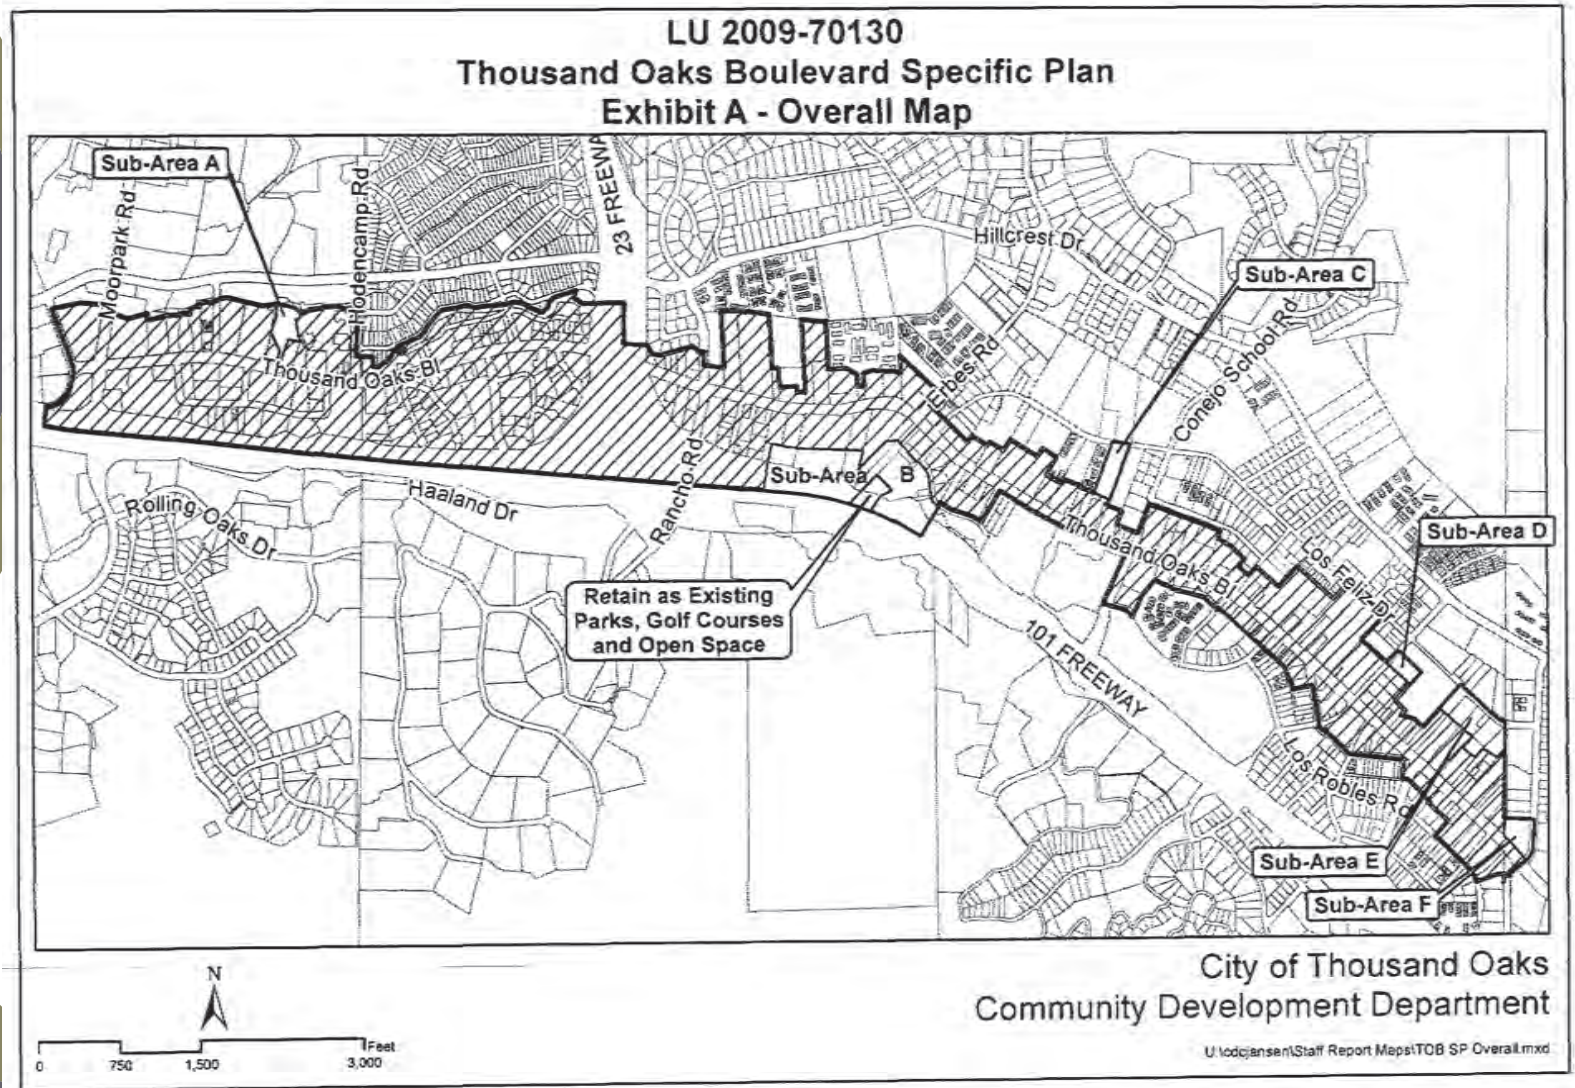 LU 2009-70130
Thousand Oaks Boulevard Specific Plan
Exhibit A - Overall Map
Sub-Area A
Moorpark Rd
Hodencamp Rd
23 FREEWA
Hillcrest Dr
Sub-Area C
Conejo School Rd
Thousand Oaks Bl
Erbes Rd
Rancho Rd
Sub-Area B
Haaland Dr
Rolling Oaks Dr
Thousand Oaks Bl
Sub-Area D
Los Feliz Dr
Retain as Existing
Parks, Golf Courses
and Open Space
101 FREEWAY
Los Robles Rd
Sub-Area E
Sub-Area F
N
Feet
0 750 1,500 3,000
City of Thousand Oaks
Community Development Department
U:\cdcjansen\Staff Report Maps\TOB SP Overall.mxd